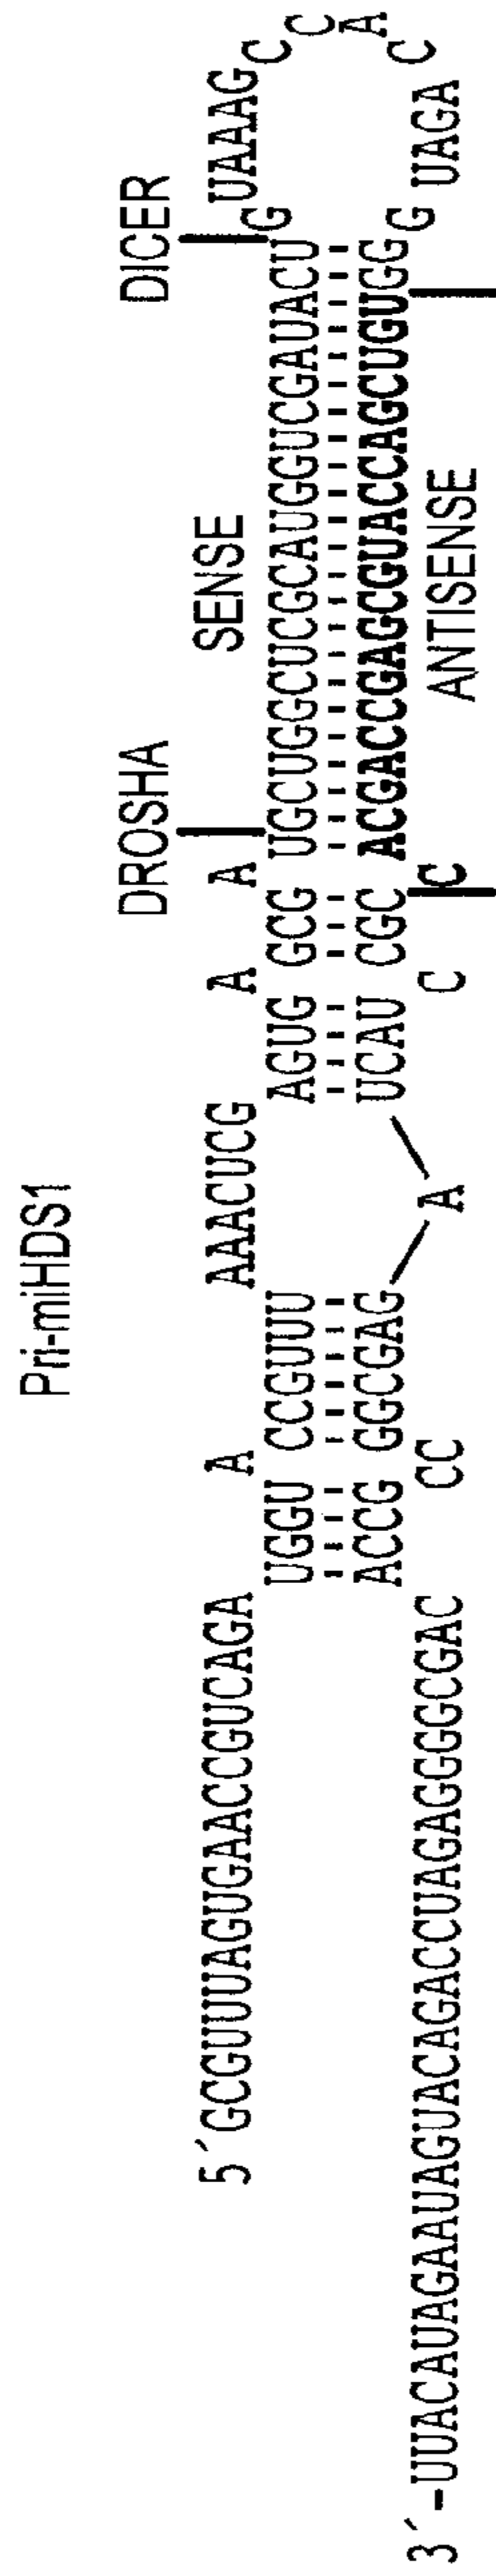 Pri-miHDS1
DROSHA DICER
SENSE
5´GCGUUUAGUGAACCGUCAGA A AAACUCG A A UAAAG C
UGGU CCGUUU AGUG GCG UGCUGGCUCGCAUGGUCGAUACU G C
A
ACCG GGCGAG UCAU CGC ACGACCGAGCGUACCAGCUGUGG G C
3´-UUACAUAGAAUAGUACAGACCUAGAGGGGCGAC CC A C C UAGA
ANTISENSE